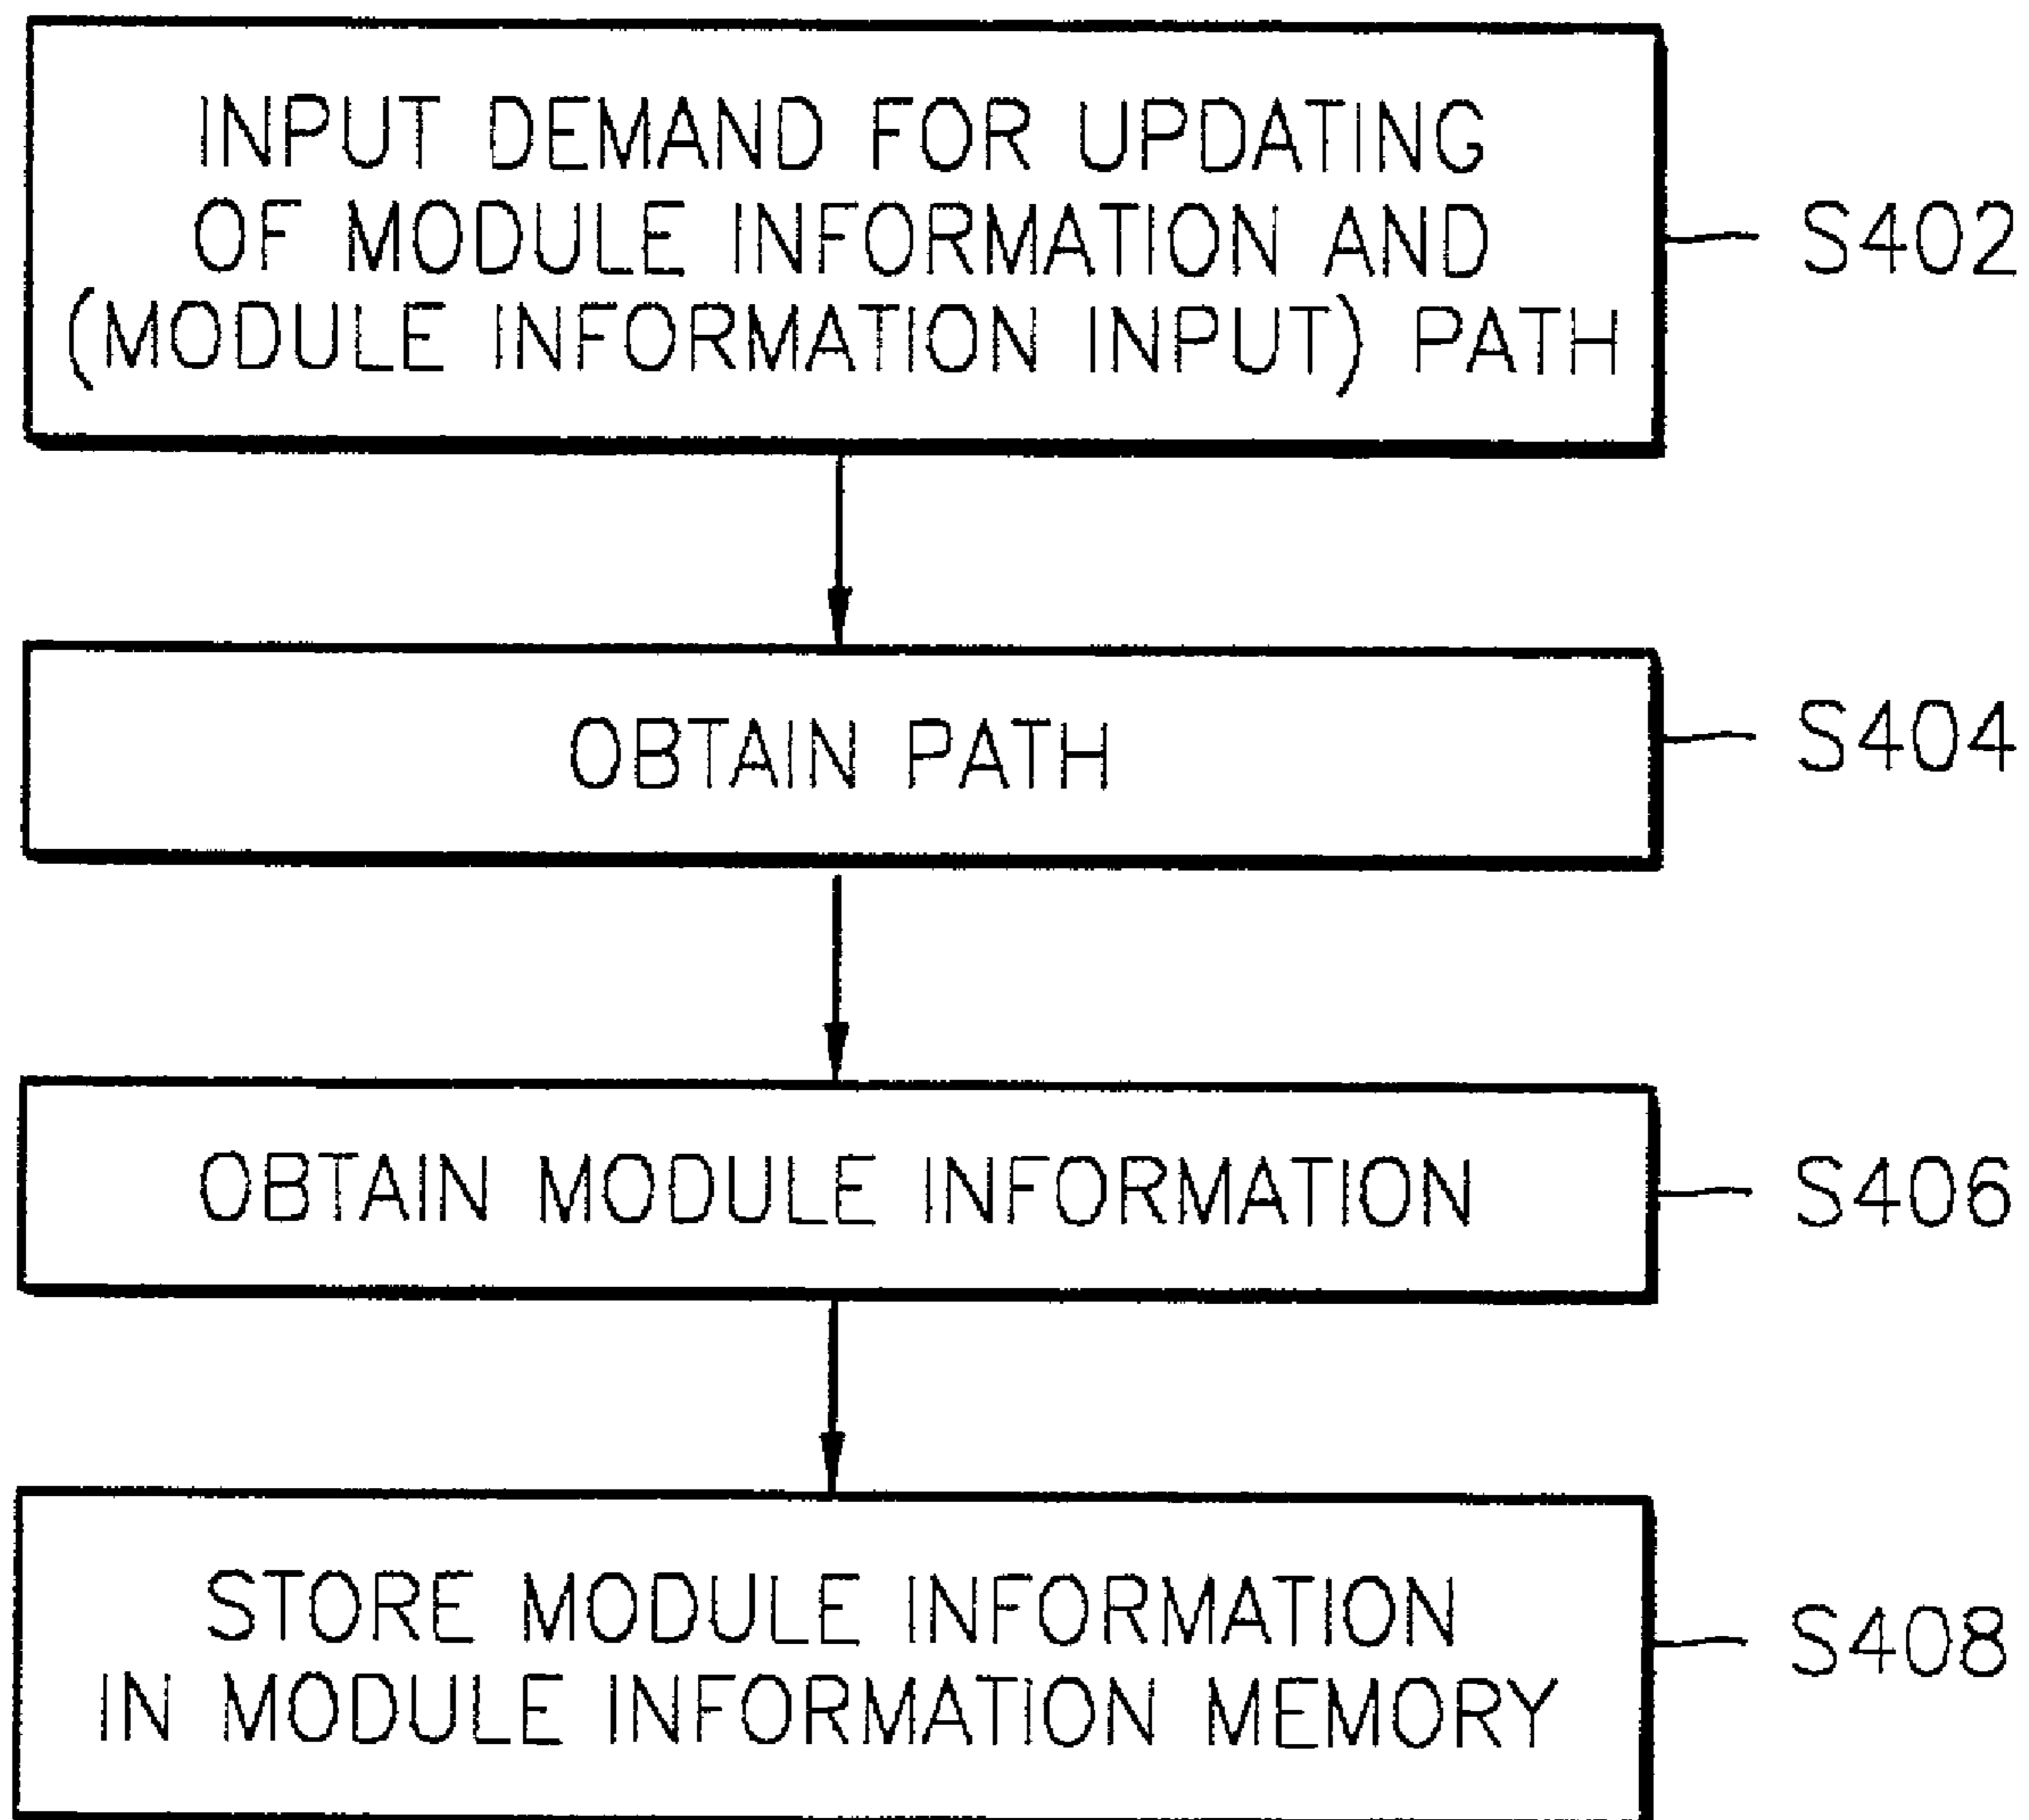 INPUT DEMAND FOR UPDATING
OF MODULE INFORMATION AND
(MODULE INFORMATION INPUT) PATH
S402
OBTAIN PATH
S404
OBTAIN MODULE INFORMATION
S406
STORE MODULE INFORMATION
IN MODULE INFORMATION MEMORY
S408